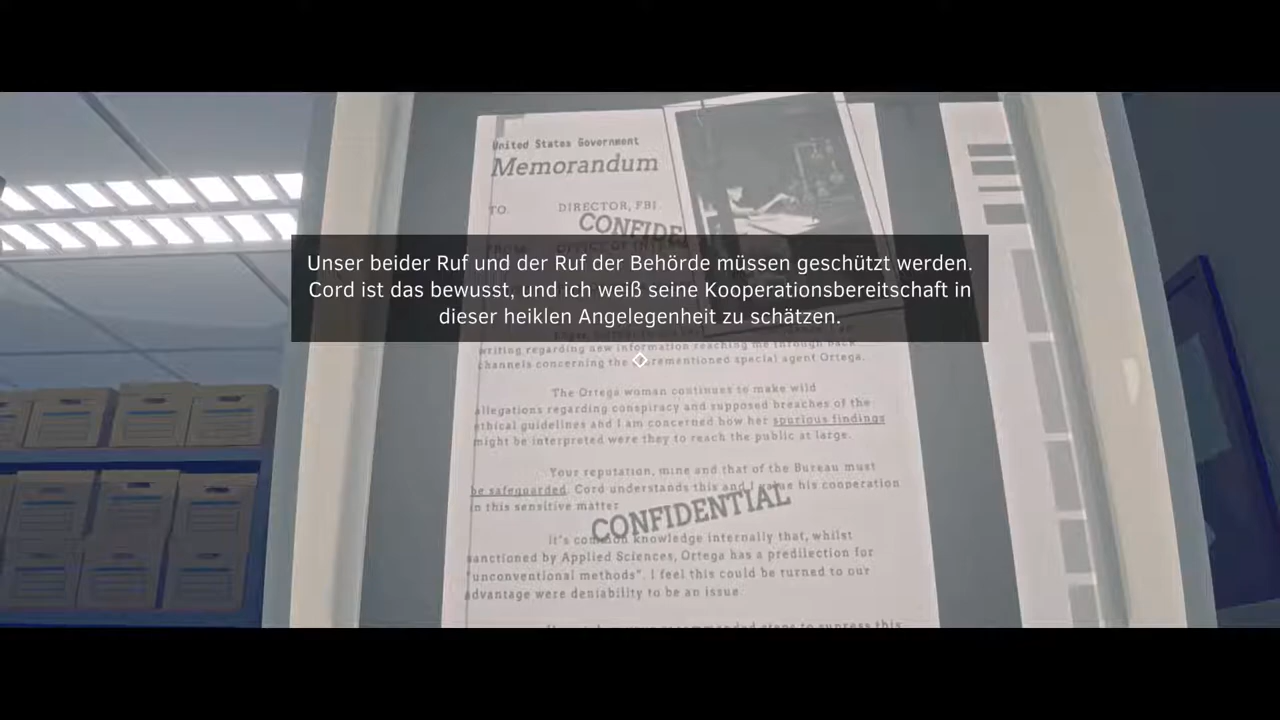 United States Government
Memorandum
TO:
DIRECTOR, FBI
CONFIDE
Unser beider Ruf und der Ruf der Behörde müssen geschützt werden.
Cord ist das bewusst, und ich weiß seine Kooperationsbereitschaft in
dieser heiklen Angelegenheit zu schätzen.
writing regarding new information reaching me through back
channels concerning the special agent Ortega.
The Ortega woman continues to make wild
allegations regarding conspiracy and supposed breaches of the
ethical guidelines and I am concerned how her spurious findings
might be interpreted were they to reach the public at large.
Your reputation, mine and that of the Bureau must
be safeguarded. Cord understands this and I value his cooperation
in this sensitive matter
CONFIDENTIAL
It's common knowledge internally that, whilst
sanctioned by Applied Sciences, Ortega has a predilection for
"unconventional methods". I feel this could be turned to our
advantage were deniability to be an issue.